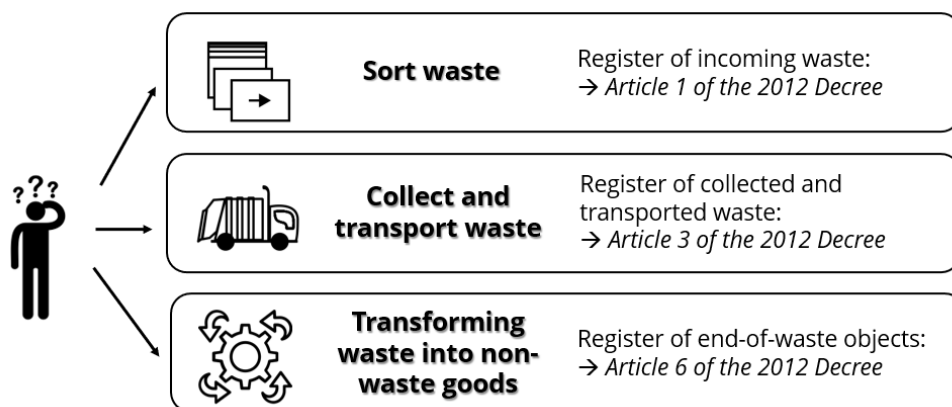 Sort waste
Register of incoming waste:
→ Article 1 of the 2012 Decree
? ? ?
Collect and
transport waste
Register of collected and
transported waste:
→ Article 3 of the 2012 Decree
Transforming
waste into non-
waste goods
Register of end-of-waste objects:
→ Article 6 of the 2012 Decree